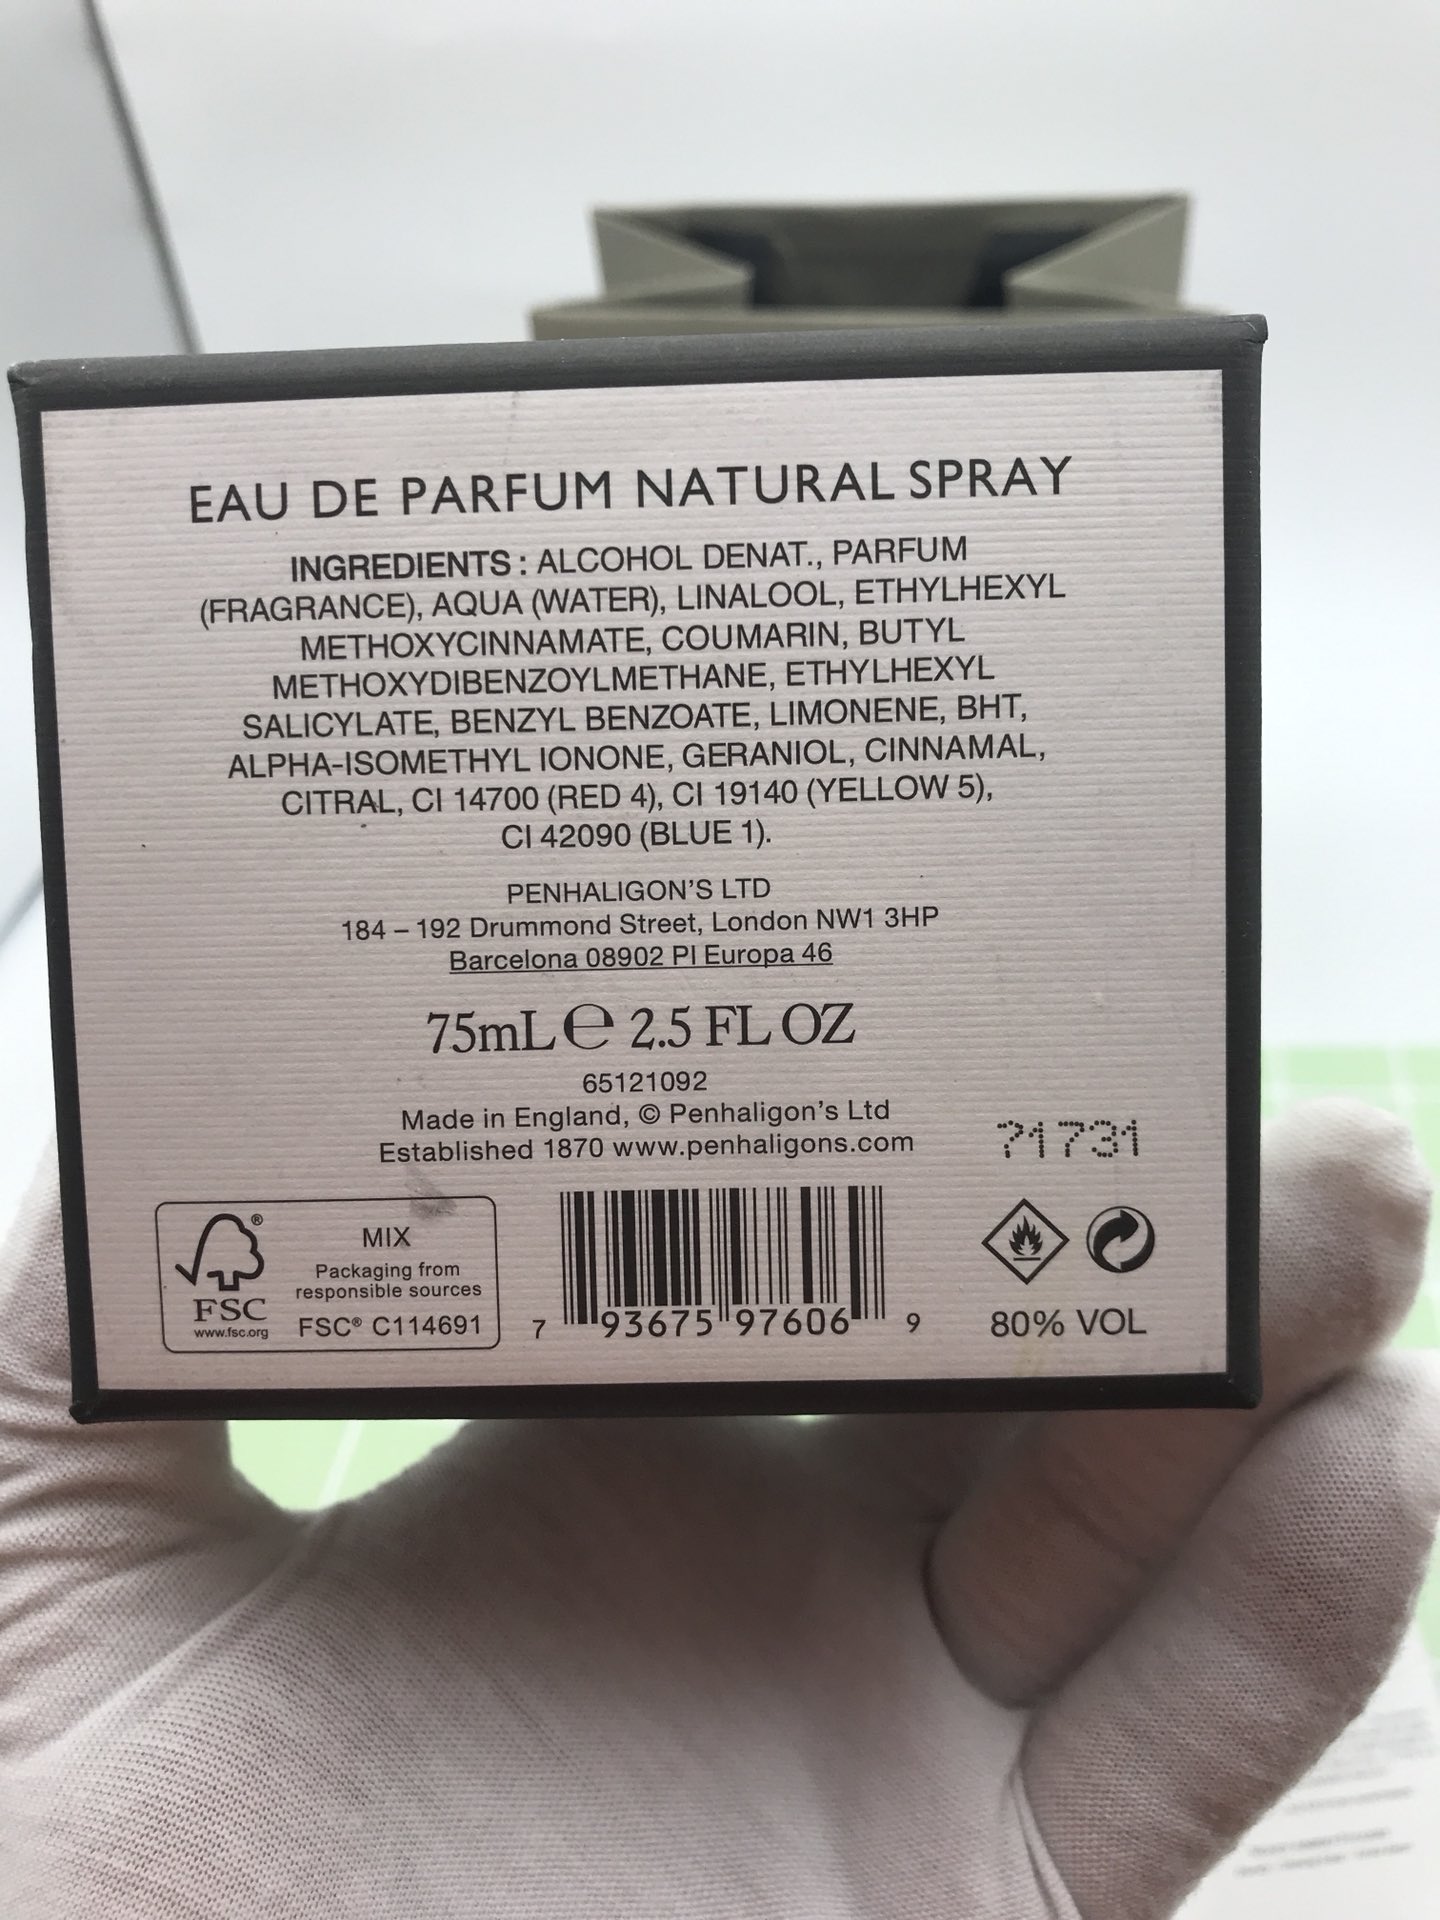 EAU DE PARFUM NATURAL SPRAY
INGREDIENTS : ALCOHOL DENAT., PARFUM
(FRAGRANCE), AQUA (WATER), LINALOOL, ETHYLHEXYL
METHOXYCINNAMATE, COUMARIN, BUTYL
METHOXYDIBENZOYLMETHANE, ETHYLHEXYL
SALICYLATE, BENZYL BENZOATE, LIMONENE, BHT,
ALPHA-ISOMETHYL IONONE, GERANIOL, CINNAMAL,
CITRAL, CI 14700 (RED 4), CI 19140 (YELLOW 5),
CI 42090 (BLUE 1).
PENHALIGON'S LTD
184 – 192 Drummond Street, London NW1 3HP
Barcelona 08902 Pl Europa 46
75mL ℮ 2.5 FL OZ
65121092
Made in England, © Penhaligon's Ltd
Established 1870 www.penhaligons.com
71731
FSC®
www.fsc.org
MIX
Packaging from
responsible sources
FSC® C114691
7 93675 97606 9
80% VOL